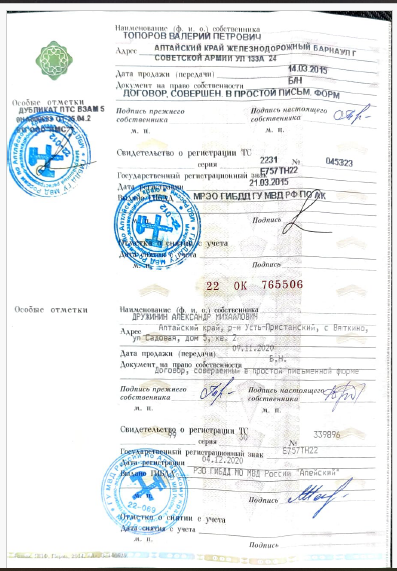 Наименование (ф. и. о.) собственника
ТОПОРОВ ВАЛЕРИЙ ПЕТРОВИЧ
Адрес АЛТАЙСКИЙ КРАЙ ЖЕЛЕЗНОДОРОЖНЫЙ БАРНАУЛ Г
СОВЕТСКОЙ АРМИИ УЛ 133А 24
Дата продажи (передачи) 14.03.2015
Документ на право собственности Б/Н
ДОГОВОР, СОВЕРШЕН. В ПРОСТОЙ ПИСЬМ. ФОРМ
Особые отметки
ДУБЛИКАТ ПТС ВЗАМ 5
Подпись прежнего собственника
Подпись настоящего собственника
м. п.
м. п.
Свидетельство о регистрации ТС
серия 2231 № 045323
Государственный регистрационный знак Е757ТН22
Дата регистрации 21.03.2015
Выдано ГИБДД МРЭО ГИБДД ГУ МВД РФ ПО АК
22-012
м. п.
Подпись
Отметка о снятии с учета
Дата снятия с учета
м. п.
Подпись
22 ОК 765506
Особые отметки
Наименование (ф. и. о.) собственника
ДРУЖИНИН АЛЕКСАНДР МИХАЙЛОВИЧ
Адрес Алтайский край, р-н Усть-Пристанский, с Вяткино,
ул Садовая, дом 5, кв. 2
Дата продажи (передачи) 09.11.2020
Документ на право собственности Б.Н.
Договор, совершенный в простой письменной форме
Подпись прежнего собственника
Подпись настоящего собственника
м. п.
м. п.
Свидетельство о регистрации ТС
99 серия 30 № 339896
Государственный регистрационный знак Е757ТН22
Дата регистрации 04.12.2020
Выдано ГИБДД РЭО ГИБДД МО МВД России "Алейский"
22-069
м. п.
Подпись
Отметка о снятии с учета
Дата снятия с учета
м. п.
Подпись